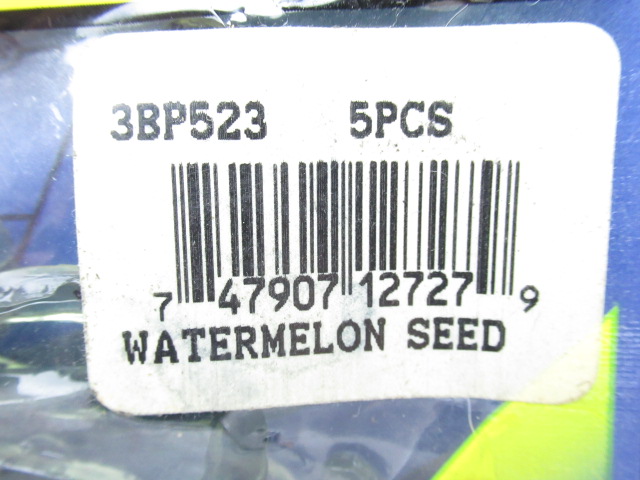 3BP523 5PCS
7 47907 12727 9
WATERMELON SEED